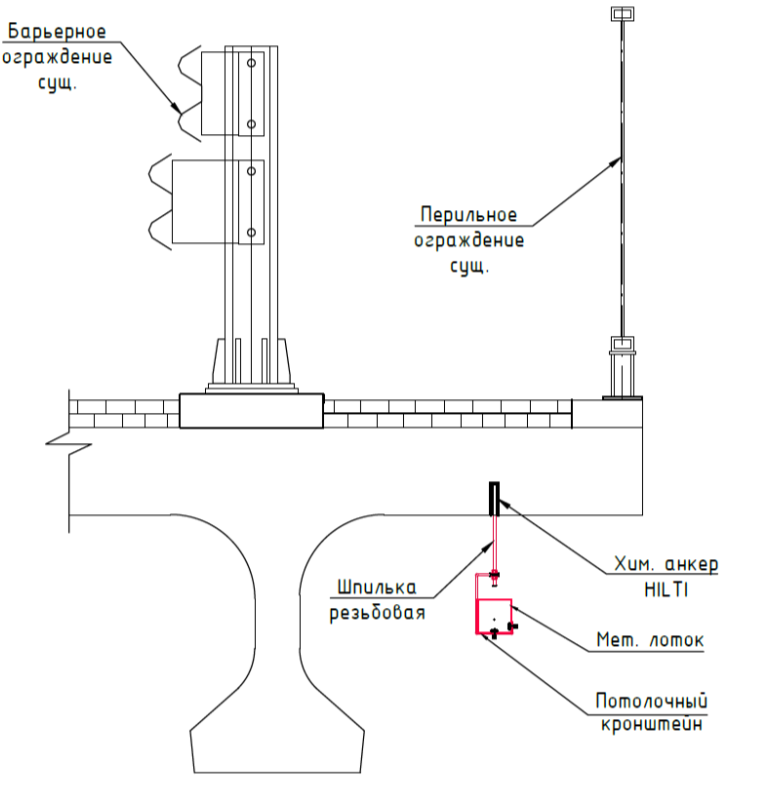 Барьерное
ограждение
сущ.
Перильное
ограждение
сущ.
Хим. анкер
HILTI
Шпилька
резьбовая
Мет. лоток
Потолочный
кронштейн